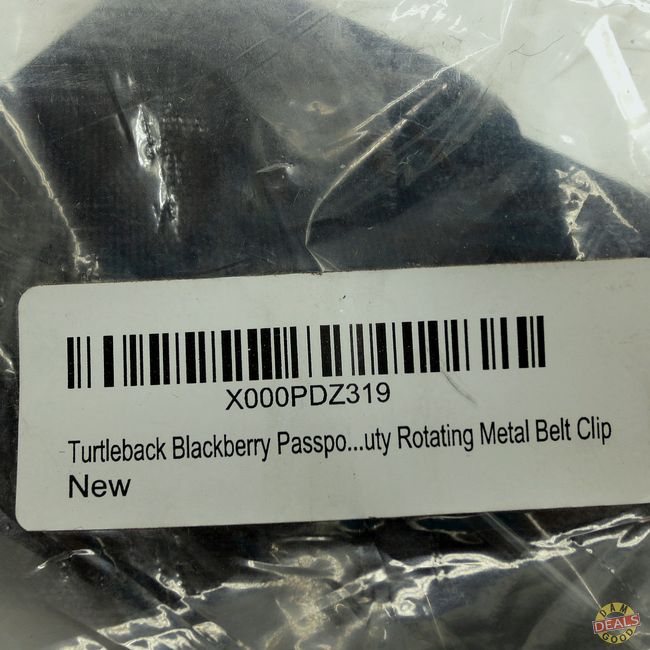 X000PDZ319
Turtleback Blackberry Passpo...uty Rotating Metal Belt Clip
New
DAM
DEALS
GOOD